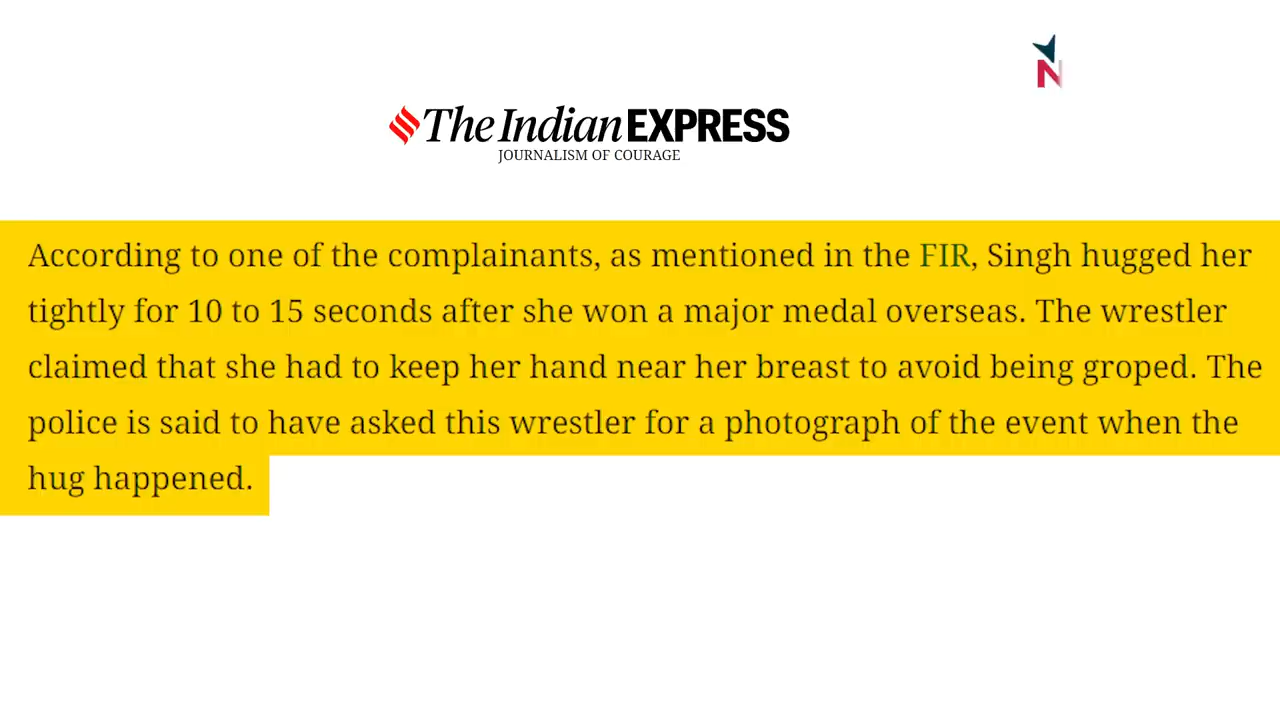 The Indian EXPRESS
JOURNALISM OF COURAGE
According to one of the complainants, as mentioned in the FIR, Singh hugged her
tightly for 10 to 15 seconds after she won a major medal overseas. The wrestler
claimed that she had to keep her hand near her breast to avoid being groped. The
police is said to have asked this wrestler for a photograph of the event when the
hug happened.